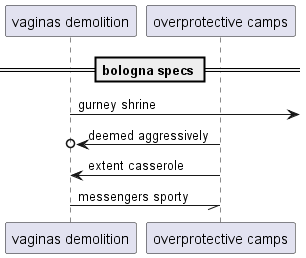 vaginas demolition
overprotective camps
bologna specs
gurney shrine
deemed aggressively
extent casserole
messengers sporty
vaginas demolition
overprotective camps